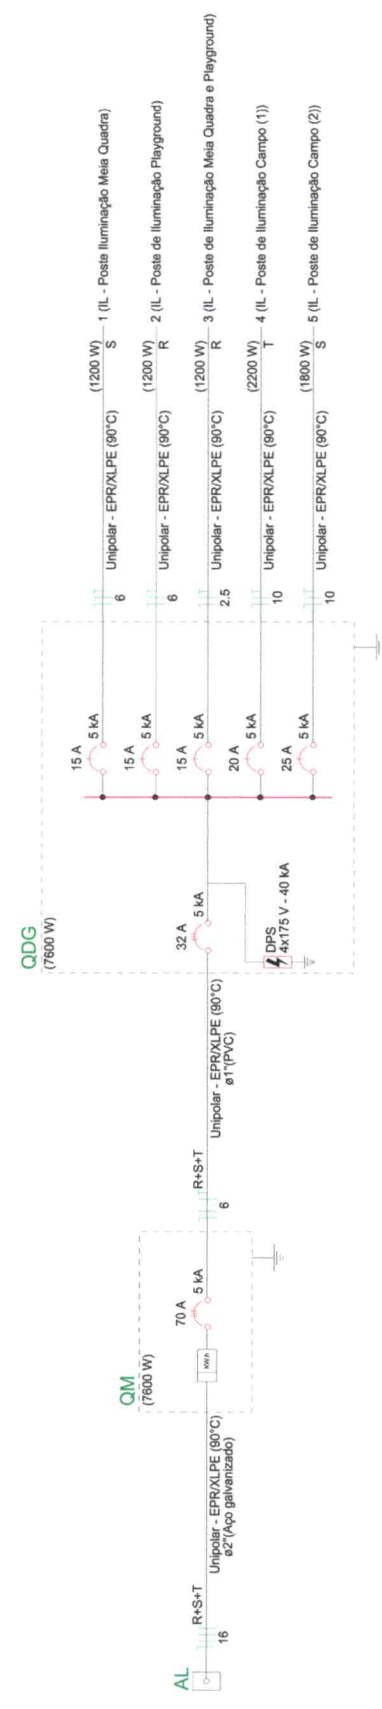 AL
R+S+T
16
Unipolar - EPR/XLPE (90°C)
ø2"(Aço galvanizado)
QM
(7600 W)
KW.h
70 A
5 kA
R+S+T
6
Unipolar - EPR/XLPE (90°C)
ø1"(PVC)
QDG
(7600 W)
32 A
5 kA
DPS
4x175 V - 40 kA
15 A
5 kA
6
Unipolar - EPR/XLPE (90°C)
(1200 W)
S
1 (IL - Poste Iluminação Meia Quadra)
15 A
5 kA
6
Unipolar - EPR/XLPE (90°C)
(1200 W)
R
2 (IL - Poste de Iluminação Playground)
15 A
5 kA
2.5
Unipolar - EPR/XLPE (90°C)
(1200 W)
R
3 (IL - Poste de Iluminação Meia Quadra e Playground)
20 A
5 kA
10
Unipolar - EPR/XLPE (90°C)
(2200 W)
T
4 (IL - Poste de Iluminação Campo (1))
25 A
5 kA
10
Unipolar - EPR/XLPE (90°C)
(1800 W)
S
5 (IL - Poste de Iluminação Campo (2))